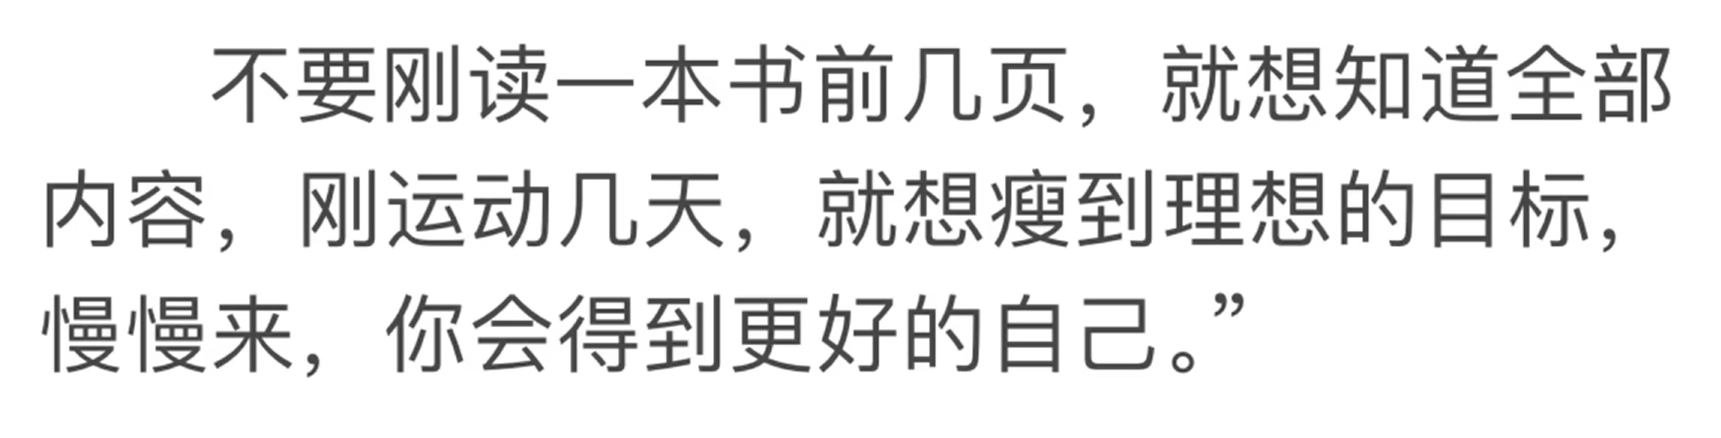 不要刚读一本书前几页，就想知道全部
内容，刚运动几天，就想瘦到理想的目标，
慢慢来，你会得到更好的自己。”